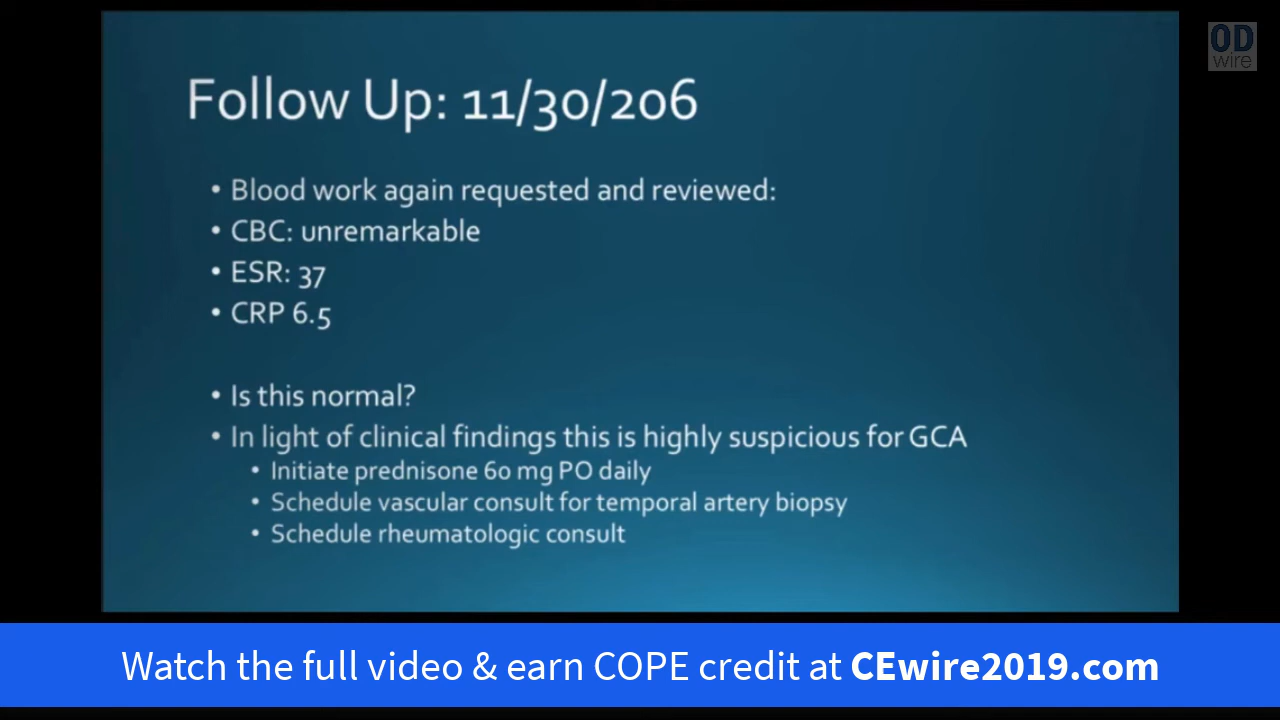 OD
wire
Follow Up: 11/30/206
• Blood work again requested and reviewed:
• CBC: unremarkable
• ESR: 37
• CRP 6.5
• Is this normal?
• In light of clinical findings this is highly suspicious for GCA
• Initiate prednisone 60 mg PO daily
• Schedule vascular consult for temporal artery biopsy
• Schedule rheumatologic consult
Watch the full video & earn COPE credit at CEwire2019.com